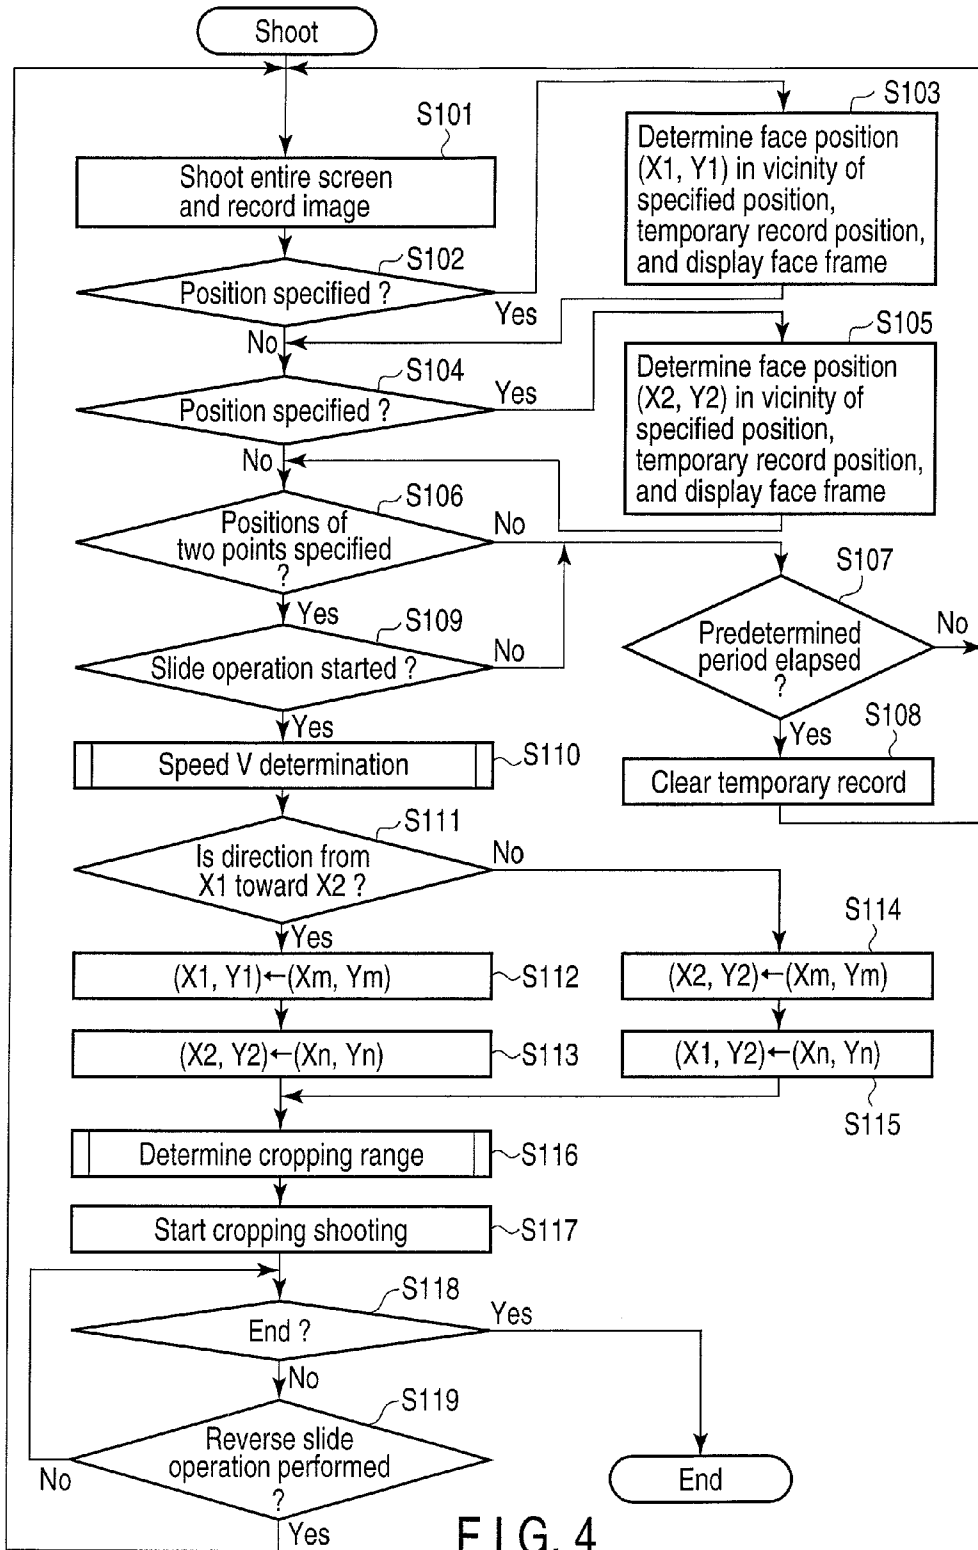 Shoot
S101
Shoot entire screen
and record image
S102
Position specified ?
Yes
No
S103
Determine face position
(X1, Y1) in vicinity of
specified position,
temporary record position,
and display face frame
S104
Position specified ?
Yes
No
S105
Determine face position
(X2, Y2) in vicinity of
specified position,
temporary record position,
and display face frame
S106
Positions of
two points specified
?
No
Yes
S107
Predetermined
period elapsed
?
No
Yes
S108
Clear temporary record
S109
Slide operation started ?
No
Yes
Speed V determination
S110
S111
Is direction from
X1 toward X2 ?
No
Yes
(X1, Y1)←(Xm, Ym)
S112
(X2, Y2)←(Xn, Yn)
S113
S114
(X2, Y2)←(Xm, Ym)
(X1, Y2)←(Xn, Yn)
S115
Determine cropping range
S116
Start cropping shooting
S117
S118
End ?
Yes
No
S119
Reverse slide
operation performed
?
No
Yes
End
FIG. 4